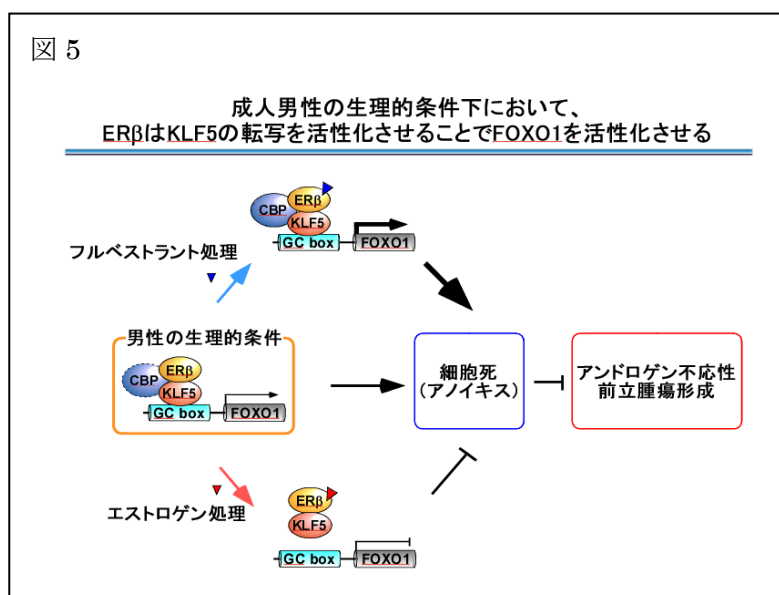 図 5
成人男性の生理的条件下において、
ERβはKLF5の転写を活性化させることでFOXO1を活性化させる
CBP
ERβ
KLF5
GC box
FOXO1
フルベストラント処理
男性の生理的条件
CBP
ERβ
KLF5
GC box
FOXO1
細胞死
(アノイキス)
アンドロゲン不応性
前立腫瘍形成
エストロゲン処理
ERβ
KLF5
GC box
FOXO1